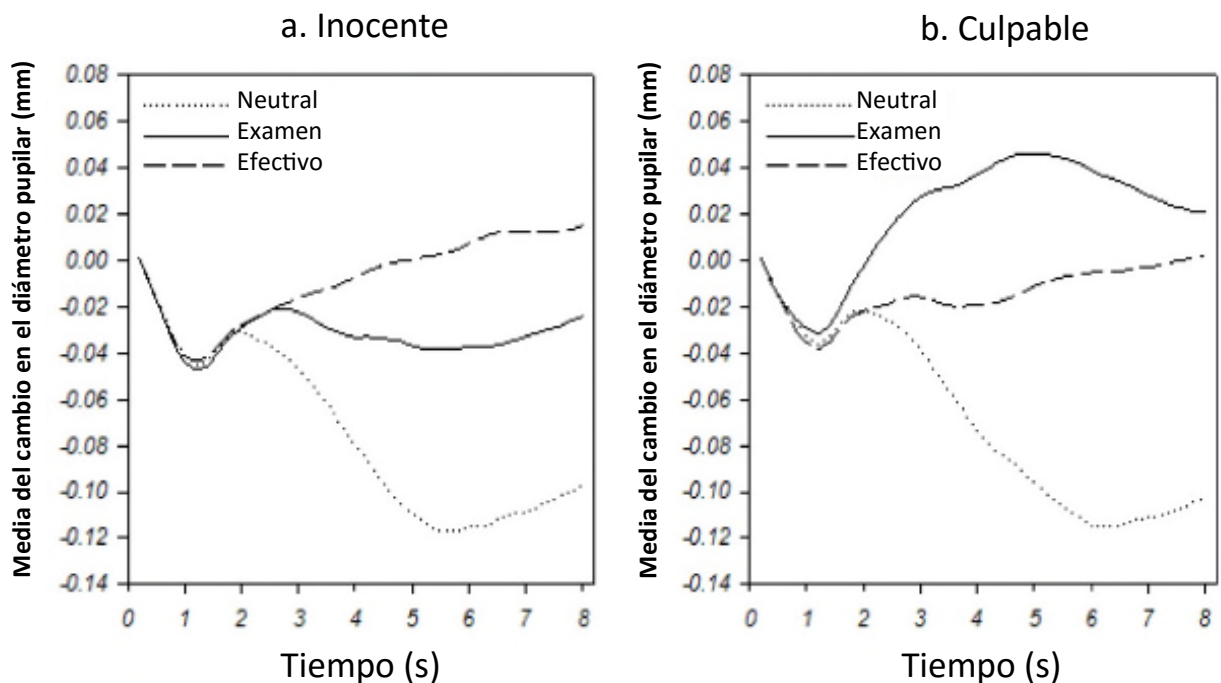 a. Inocente
Media del cambio en el diámetro pupilar (mm)
0.08
0.06
0.04
0.02
0.00
-0.02
-0.04
-0.06
-0.08
-0.10
-0.12
-0.14
Neutral
Examen
Efectivo
0 1 2 3 4 5 6 7 8
Tiempo (s)
b. Culpable
Media del cambio en el diámetro pupilar (mm)
0.08
0.06
0.04
0.02
0.00
-0.02
-0.04
-0.06
-0.08
-0.10
-0.12
-0.14
Neutral
Examen
Efectivo
0 1 2 3 4 5 6 7 8
Tiempo (s)